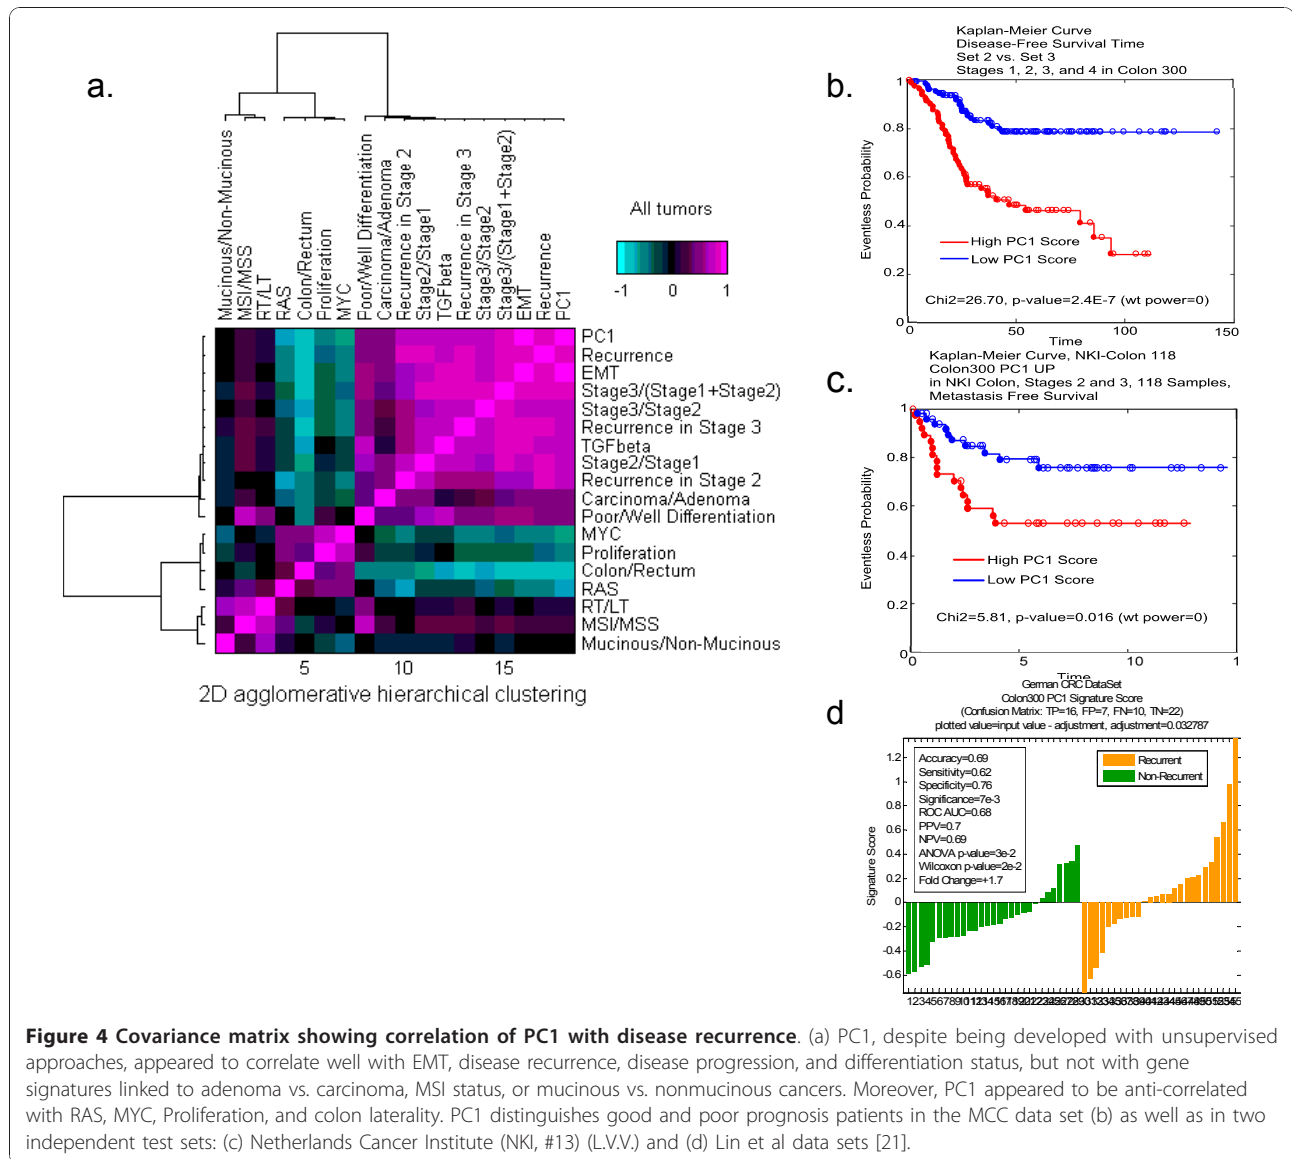 a.
Mucinous/Non-Mucinous
MSI/MSS
RT/LT
RAS
Colon/Rectum
Proliferation
MYC
Poor/Well Differentiation
Carcinoma/Adenoma
Recurrence in Stage 2
Stage2/Stage1
TGFbeta
Recurrence in Stage 3
Stage3/Stage2
Stage3/(Stage1+Stage2)
EMT
Recurrence
PC1
All tumors
-1 0 1
PC1
Recurrence
EMT
Stage3/(Stage1+Stage2)
Stage3/Stage2
Recurrence in Stage 3
TGFbeta
Stage2/Stage1
Recurrence in Stage 2
Carcinoma/Adenoma
Poor/Well Differentiation
MYC
Proliferation
Colon/Rectum
RAS
RT/LT
MSI/MSS
Mucinous/Non-Mucinous
5 10 15
2D agglomerative hierarchical clustering
b.
Kaplan-Meier Curve
Disease-Free Survival Time
Set 2 vs. Set 3
Stages 1, 2, 3, and 4 in Colon 300
Eventless Probability
1
0.8
0.6
0.4
0.2
0
High PC1 Score
Low PC1 Score
Chi2=26.70, p-value=2.4E-7 (wt power=0)
0 50 100 150
Time
c.
Kaplan-Meier Curve, NKI-Colon 118
Colon300 PC1 UP
in NKI Colon, Stages 2 and 3, 118 Samples,
Metastasis Free Survival
Eventless Probability
1
0.8
0.6
0.4
0.2
0
High PC1 Score
Low PC1 Score
Chi2=5.81, p-value=0.016 (wt power=0)
0 5 10 1
Time
d
German CRC DataSet
Colon300 PC1 Signature Score
(Confusion Matrix: TP=16, FP=7, FN=10, TN=22)
plotted value=input value - adjustment, adjustment=0.032787
Signature Score
1.2
1
0.8
0.6
0.4
0.2
0
-0.2
-0.4
-0.6
Accuracy=0.69
Sensitivity=0.62
Specificity=0.76
Significance=7e-3
ROC AUC=0.68
PPV=0.7
NPV=0.69
ANOVA p-value=3e-2
Wilcoxon p-value=2e-2
Fold Change=+1.7
Recurrent
Non-Recurrent
Figure 4 Covariance matrix showing correlation of PC1 with disease recurrence. (a) PC1, despite being developed with unsupervised
approaches, appeared to correlate well with EMT, disease recurrence, disease progression, and differentiation status, but not with gene
signatures linked to adenoma vs. carcinoma, MSI status, or mucinous vs. nonmucinous cancers. Moreover, PC1 appeared to be anti-correlated
with RAS, MYC, Proliferation, and colon laterality. PC1 distinguishes good and poor prognosis patients in the MCC data set (b) as well as in two
independent test sets: (c) Netherlands Cancer Institute (NKI, #13) (L.V.V.) and (d) Lin et al data sets [21].